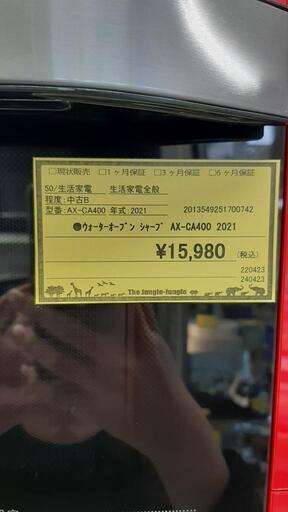 □現状販売 □1ヶ月保証 □3ヶ月保証 □6ヶ月保証
50/生活家電 生活家電全般
程度:中古B
型番:AX-CA400 年式:2021 2013549251700742
●ウォーターオーブン シャープ AX-CA400 2021
¥15,980 (税込)
220423
240423
The Jungle-Jungle